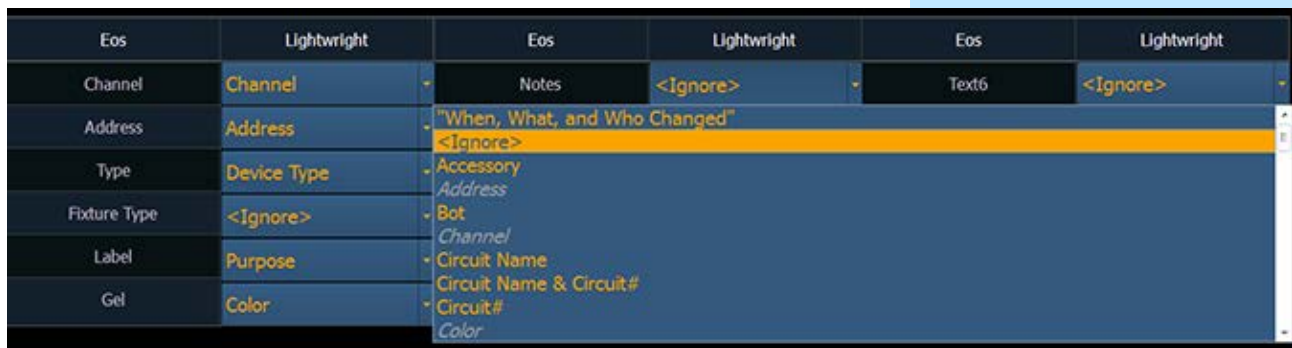 Eos Lightwright Eos Lightwright Eos Lightwright
Channel Channel Notes <Ignore> Text6 <Ignore>
Address Address
"When, What, and Who Changed"
<Ignore>
Type Device Type
Accessory
Address
Fixture Type <Ignore>
Bot
Channel
Label Purpose
Circuit Name
Circuit Name & Circuit#
Gel Color
Circuit#
Color